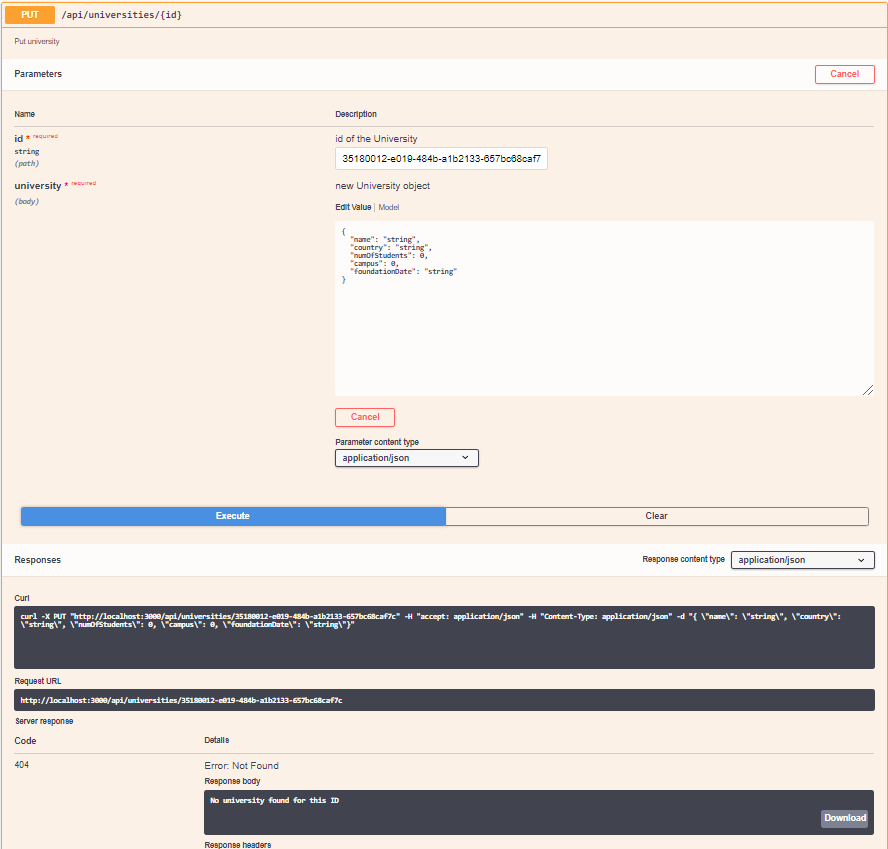 PUT /api/universities/{id}
Put university
Parameters Cancel
Name Description
id * required id of the University
string
(path) 35180012-e019-484b-a1b2133-657bc68caf7
university * required new University object
(body)
Edit Value | Model
{
"name": "string",
"country": "string",
"numOfStudents": 0,
"campus": 0,
"foundationDate": "string"
}
Cancel
Parameter content type
application/json
Execute Clear
Responses Response content type application/json
Curl
curl -X PUT "http://localhost:3000/api/universities/35180012-e019-484b-a1b2133-657bc68caf7c" -H "accept: application/json" -H "Content-Type: application/json" -d "{ \"name\": \"string\", \"country\":
\"string\", \"numOfStudents\": 0, \"campus\": 0, \"foundationDate\": \"string\"}"
Request URL
http://localhost:3000/api/universities/35180012-e019-484b-a1b2133-657bc68caf7c
Server response
Code Details
404 Error: Not Found
Response body
No university found for this ID
Download
Response headers